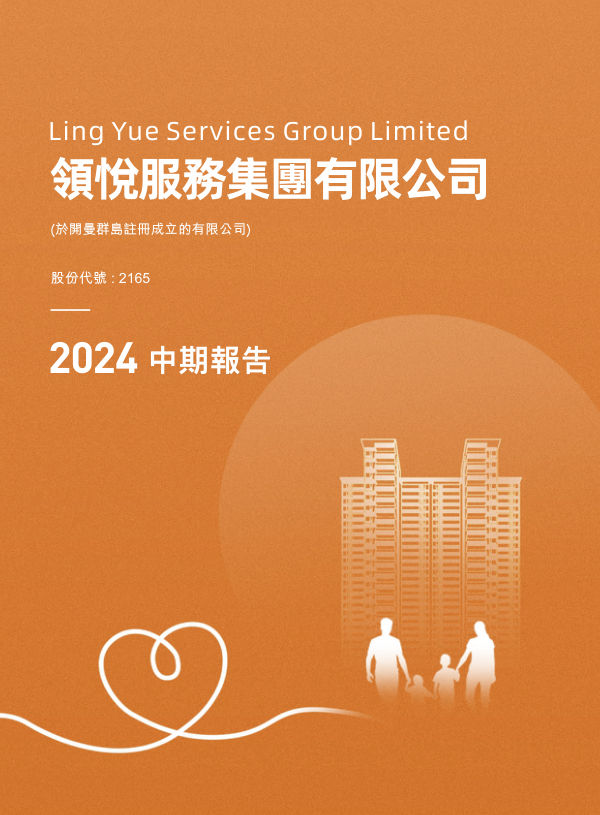 Ling Yue Services Group Limited
領悅服務集團有限公司
(於開曼群島註冊成立的有限公司)
股份代號 : 2165
2024 中期報告